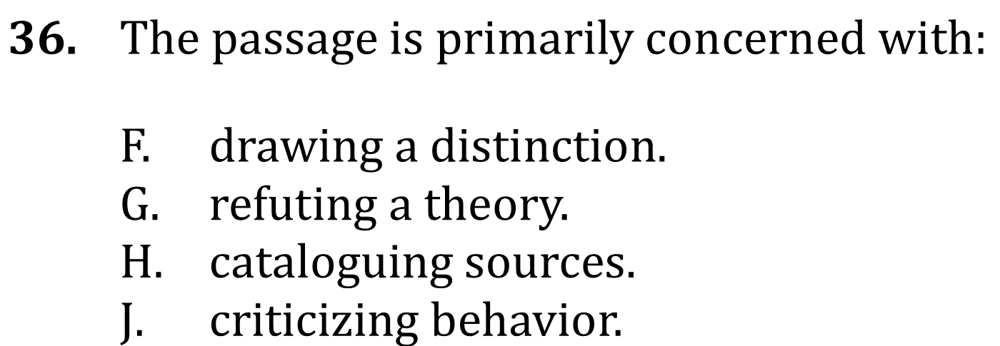 36. The passage is primarily concerned with:
F. drawing a distinction.
G. refuting a theory.
H. cataloguing sources.
J. criticizing behavior.